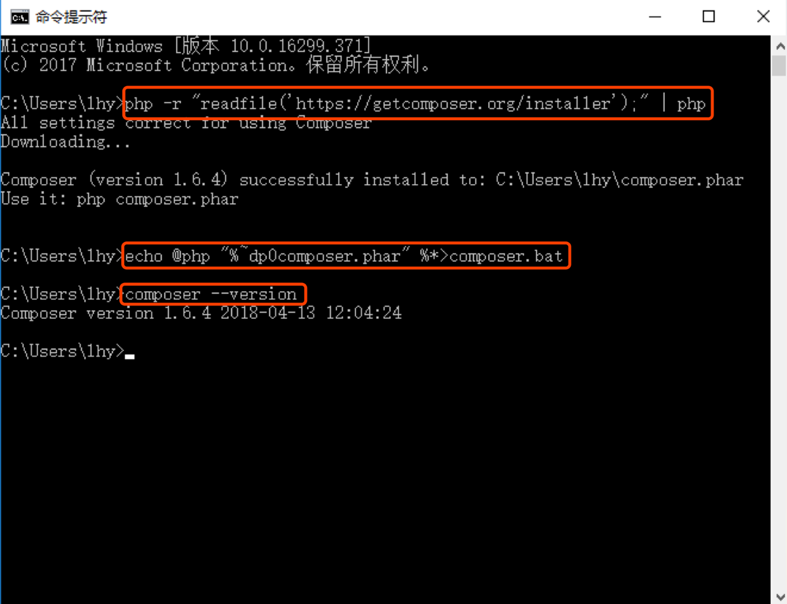 命令提示符
Microsoft Windows [版本 10.0.16299.371]
(c) 2017 Microsoft Corporation。保留所有权利。
C:\Users\lhy>php -r "readfile('https://getcomposer.org/installer');" | php
All settings correct for using Composer
Downloading...
Composer (version 1.6.4) successfully installed to: C:\Users\lhy\composer.phar
Use it: php composer.phar
C:\Users\lhy>echo @php "%~dp0composer.phar" %*>composer.bat
C:\Users\lhy>composer --version
Composer version 1.6.4 2018-04-13 12:04:24
C:\Users\lhy>